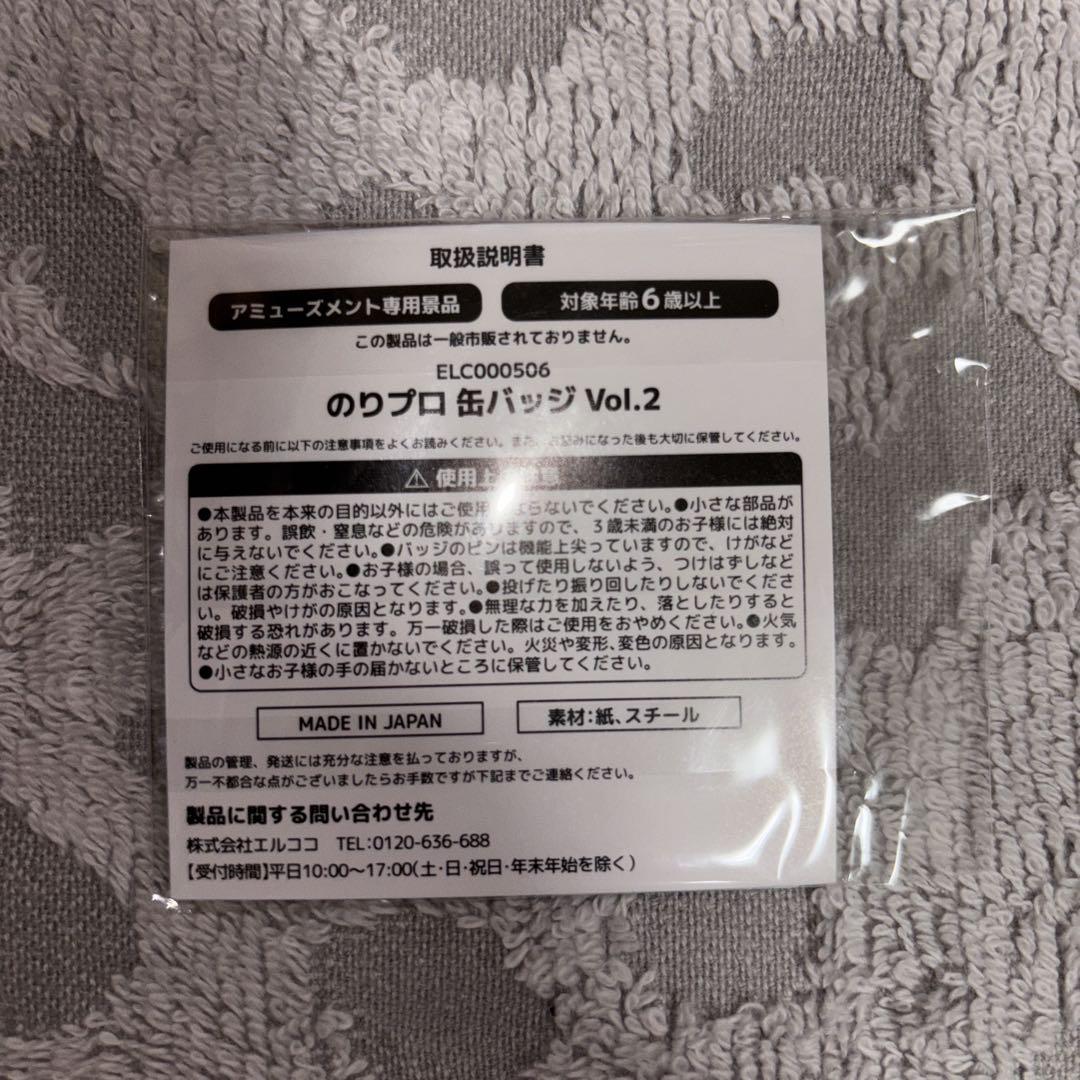 取扱説明書
アミューズメント専用景品
対象年齢6歳以上
この製品は一般市販されておりません。
ELC000506
のりプロ 缶バッジ Vol.2
ご使用になる前に以下の注意事項をよくお読みください。また、お読みになった後も大切に保管してください。
⚠ 使用上 意
●本製品を本来の目的以外にはご使用 ならないでください。●小さな部品が
あります。誤飲・窒息などの危険がありますので、3歳未満のお子様には絶対
に与えないでください。●バッジのピンは機能上尖っていますので、けがなど
にご注意ください。●お子様の場合、誤って使用しないよう、つけはずしなど
は保護者の方がおこなってください。●投げたり振り回したりしないでくださ
い。破損やけがの原因となります。●無理な力を加えたり、落としたりすると
破損する恐れがあります。万一破損した際はご使用をおやめください。●火気
などの熱源の近くに置かないでください。火災や変形、変色の原因となります。
●小さなお子様の手の届かないところに保管してください。
MADE IN JAPAN
素材:紙、スチール
製品の管理、発送には充分な注意を払っておりますが、
万一不都合な点がございましたらお手数ですが下記までご連絡ください。
製品に関する問い合わせ先
株式会社エルココ TEL:0120-636-688
【受付時間】平日10:00〜17:00(土・日・祝日・年末年始を除く)